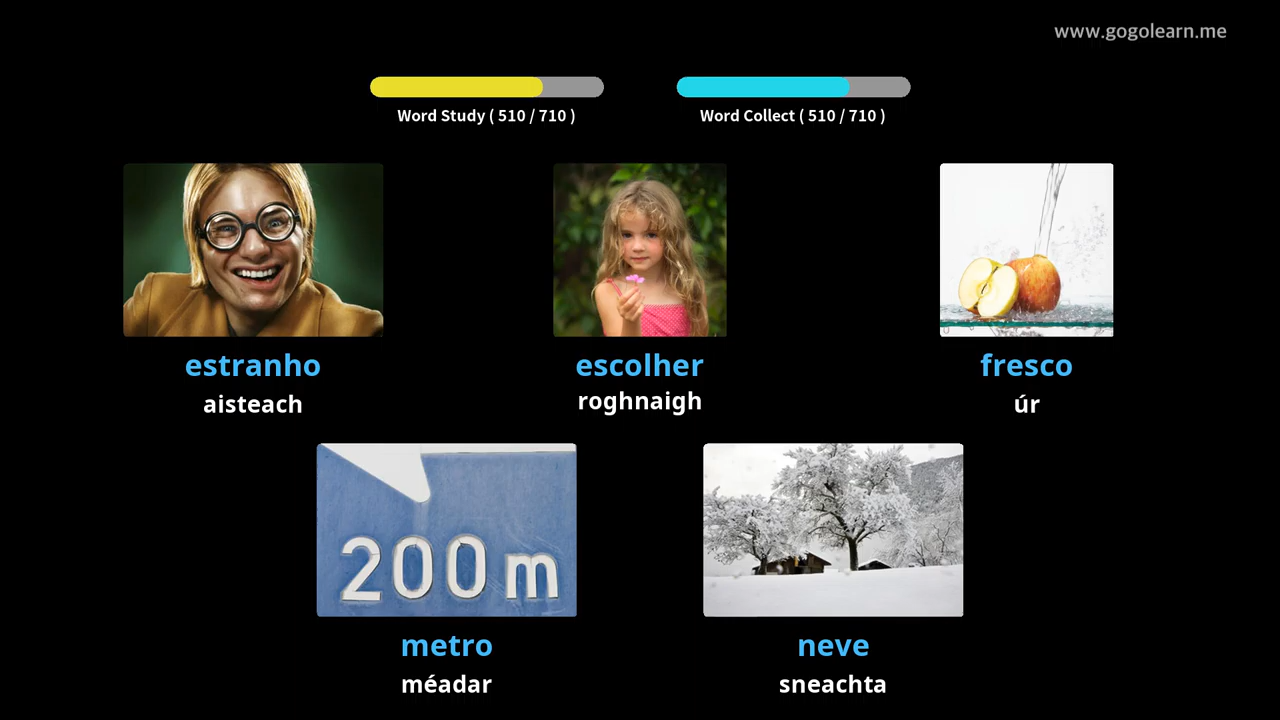 www.gogolearn.me
Word Study ( 510 / 710 )
Word Collect ( 510 / 710 )
estranho
aisteach
escolher
roghnaigh
fresco
úr
200 m
metro
méadar
neve
sneachta